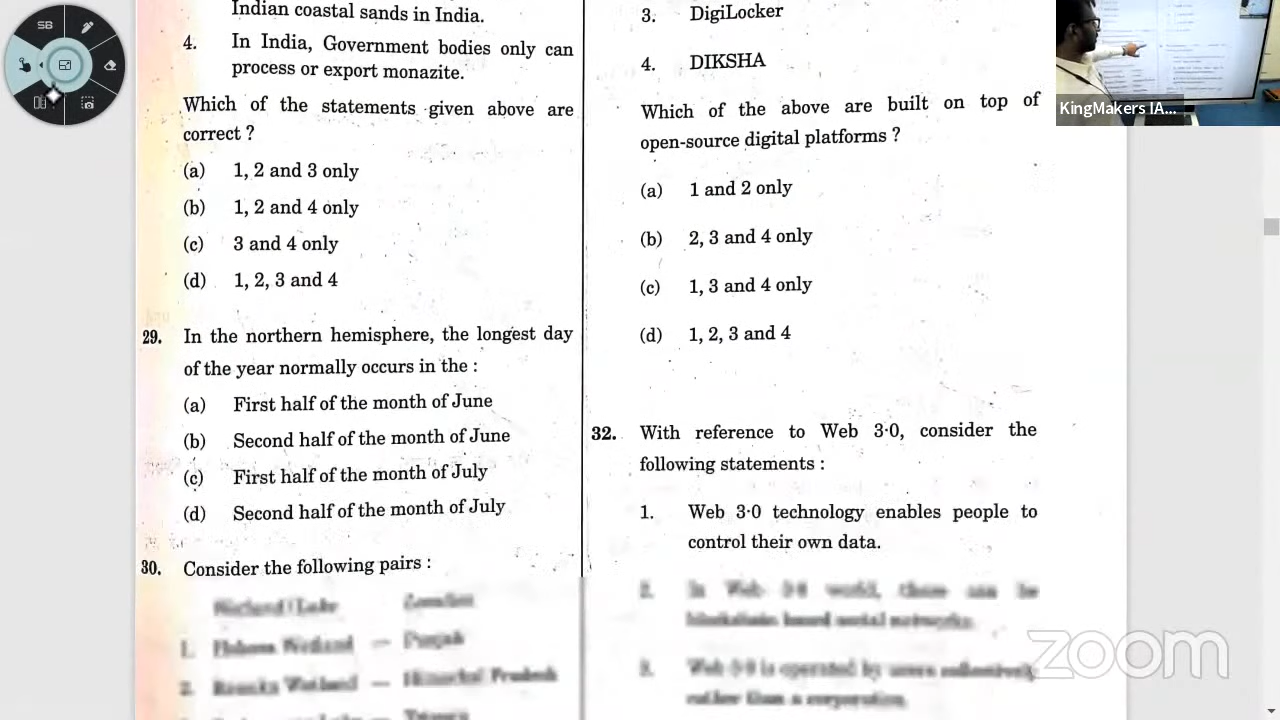 SB
Indian coastal sands in India.
4. In India, Government bodies only can
process or export monazite.
Which of the statements given above are
correct ?
(a) 1, 2 and 3 only
(b) 1, 2 and 4 only
(c) 3 and 4 only
(d) 1, 2, 3 and 4
29. In the northern hemisphere, the longest day
of the year normally occurs in the :
(a) First half of the month of June
(b) Second half of the month of June
(c) First half of the month of July
(d) Second half of the month of July
30. Consider the following pairs :
3. DigiLocker
4. DIKSHA
Which of the above are built on top of
open-source digital platforms ?
(a) 1 and 2 only
(b) 2, 3 and 4 only
(c) 1, 3 and 4 only
(d) 1, 2, 3 and 4
32. With reference to Web 3·0, consider the
following statements :
1. Web 3·0 technology enables people to
control their own data.
KingMakers IA...
zoom